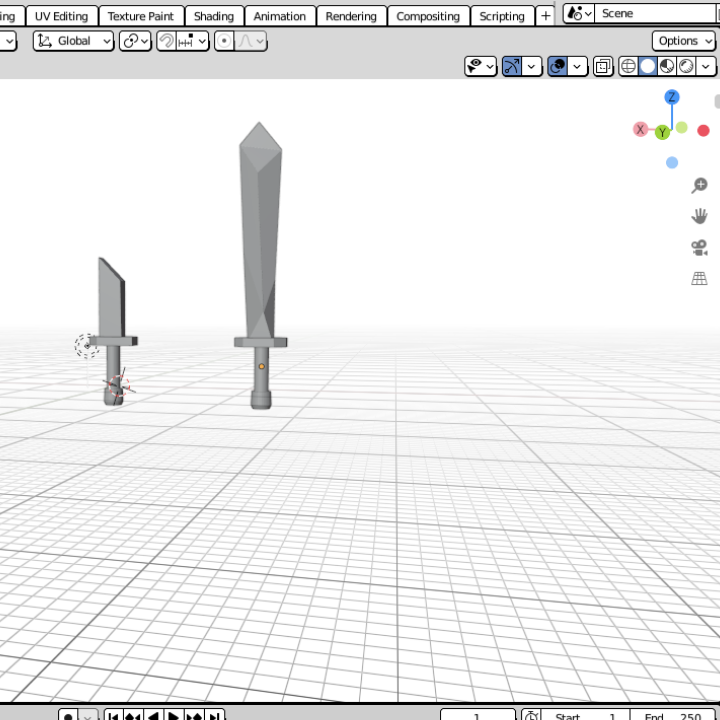 ing UV Editing Texture Paint Shading Animation Rendering Compositing Scripting + Scene
Global Options
Z
X Y
1 Start 1 End 250